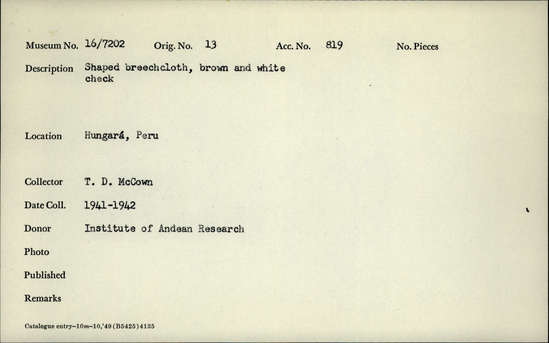 Museum No. 16/7202 Orig. No. 13 Acc. No. 819 No. Pieces
Description Shaped breechcloth, brown and white
check
Location Hungará, Peru
Collector T. D. McCown
Date Coll. 1941-1942
Donor Institute of Andean Research
Photo
Published
Remarks
Catalogue entry—10m—10,'49 (B5425) 4135